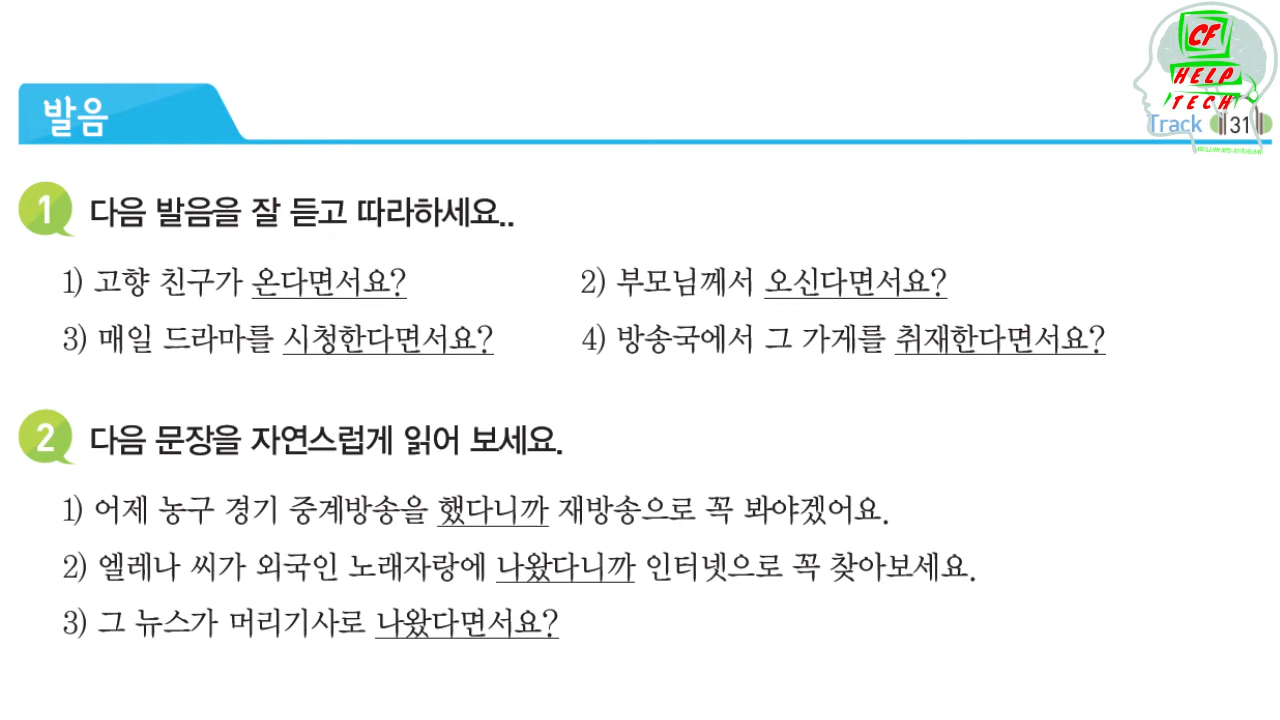 CF
HELP
TECH
Track 31
발음
1 다음 발음을 잘 듣고 따라하세요..
1) 고향 친구가 온다면서요? 2) 부모님께서 오신다면서요?
3) 매일 드라마를 시청한다면서요? 4) 방송국에서 그 가게를 취재한다면서요?
2 다음 문장을 자연스럽게 읽어 보세요.
1) 어제 농구 경기 중계방송을 했다니까 재방송으로 꼭 봐야겠어요.
2) 엘레나 씨가 외국인 노래자랑에 나왔다니까 인터넷으로 꼭 찾아보세요.
3) 그 뉴스가 머리기사로 나왔다면서요?